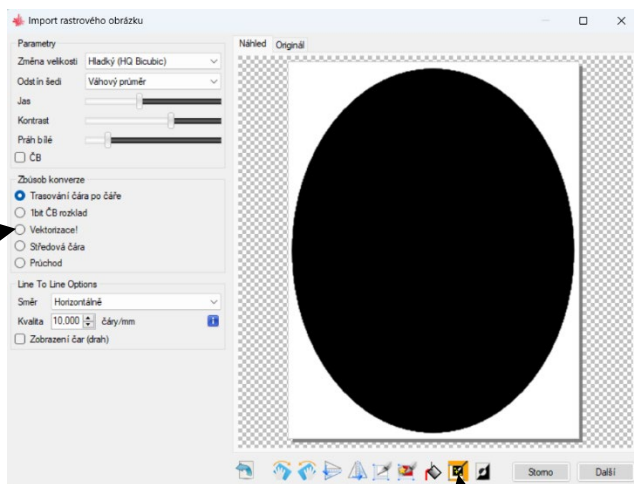 Import rastrového obrázku
Parametry
Změna velikosti Hladký (HQ Bicubic)
Odstín šedi Váhový průměr
Jas
Kontrast
Práh bílé
ČB
Zbůsob konverze
Trasování čára po čáře
1bit ČB rozklad
Vektorizace!
Středová čára
Průchod
Line To Line Options
Směr Horizontálně
Kvalita 10.000 čáry/mm
Zobrazení čar (drah)
Náhled Originál
Storno Další